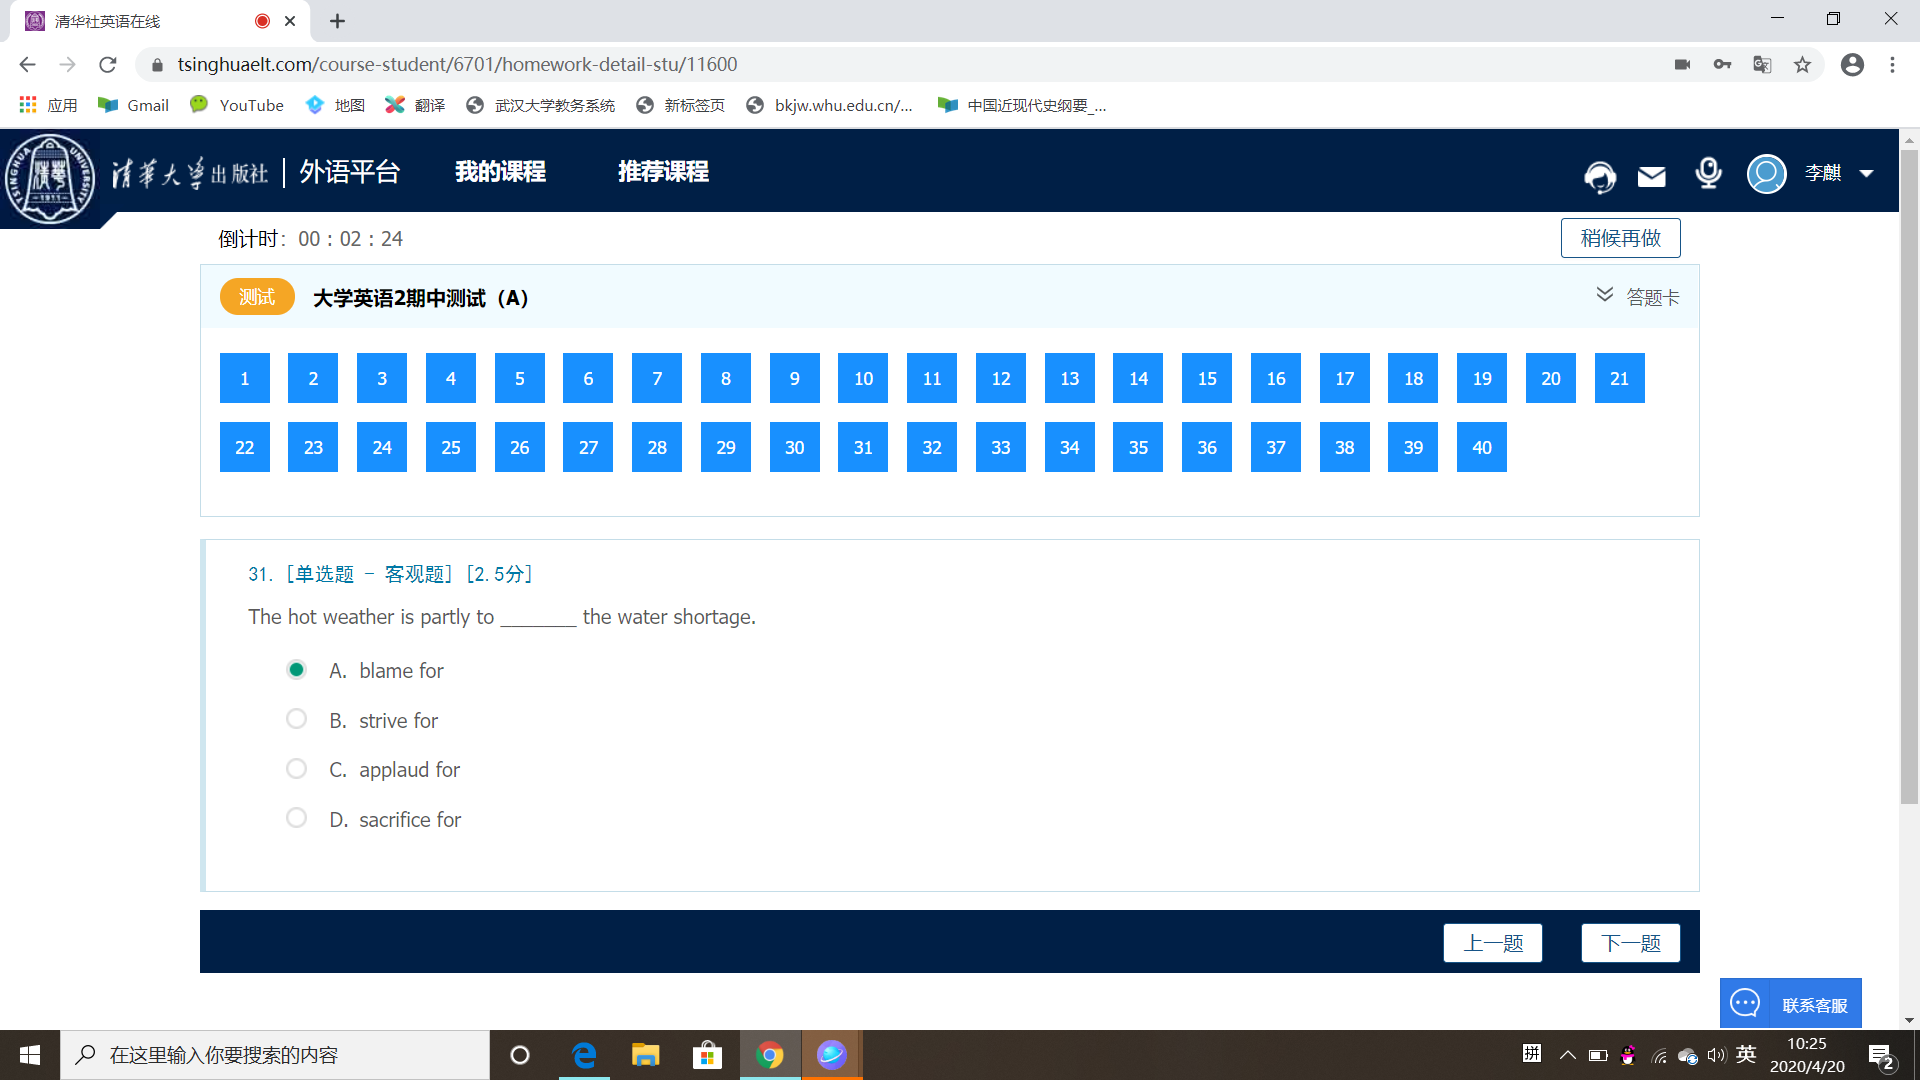 清华社英语在线
tsinghuaelt.com/course-student/6701/homework-detail-stu/11600
应用 Gmail YouTube 地图 翻译 武汉大学教务系统 新标签页 bkjw.whu.edu.cn/... 中国近现代史纲要_...
清华大学出版社 外语平台 我的课程 推荐课程 李麒
倒计时：00 : 02 : 24 稍候再做
测试 大学英语2期中测试（A） 答题卡
1 2 3 4 5 6 7 8 9 10 11 12 13 14 15 16 17 18 19 20 21
22 23 24 25 26 27 28 29 30 31 32 33 34 35 36 37 38 39 40
31. [单选题 - 客观题] [2.5分]
The hot weather is partly to ________ the water shortage.
A. blame for
B. strive for
C. applaud for
D. sacrifice for
上一题 下一题
联系客服
在这里输入你要搜索的内容 拼 英 10:25
2020/4/20 2